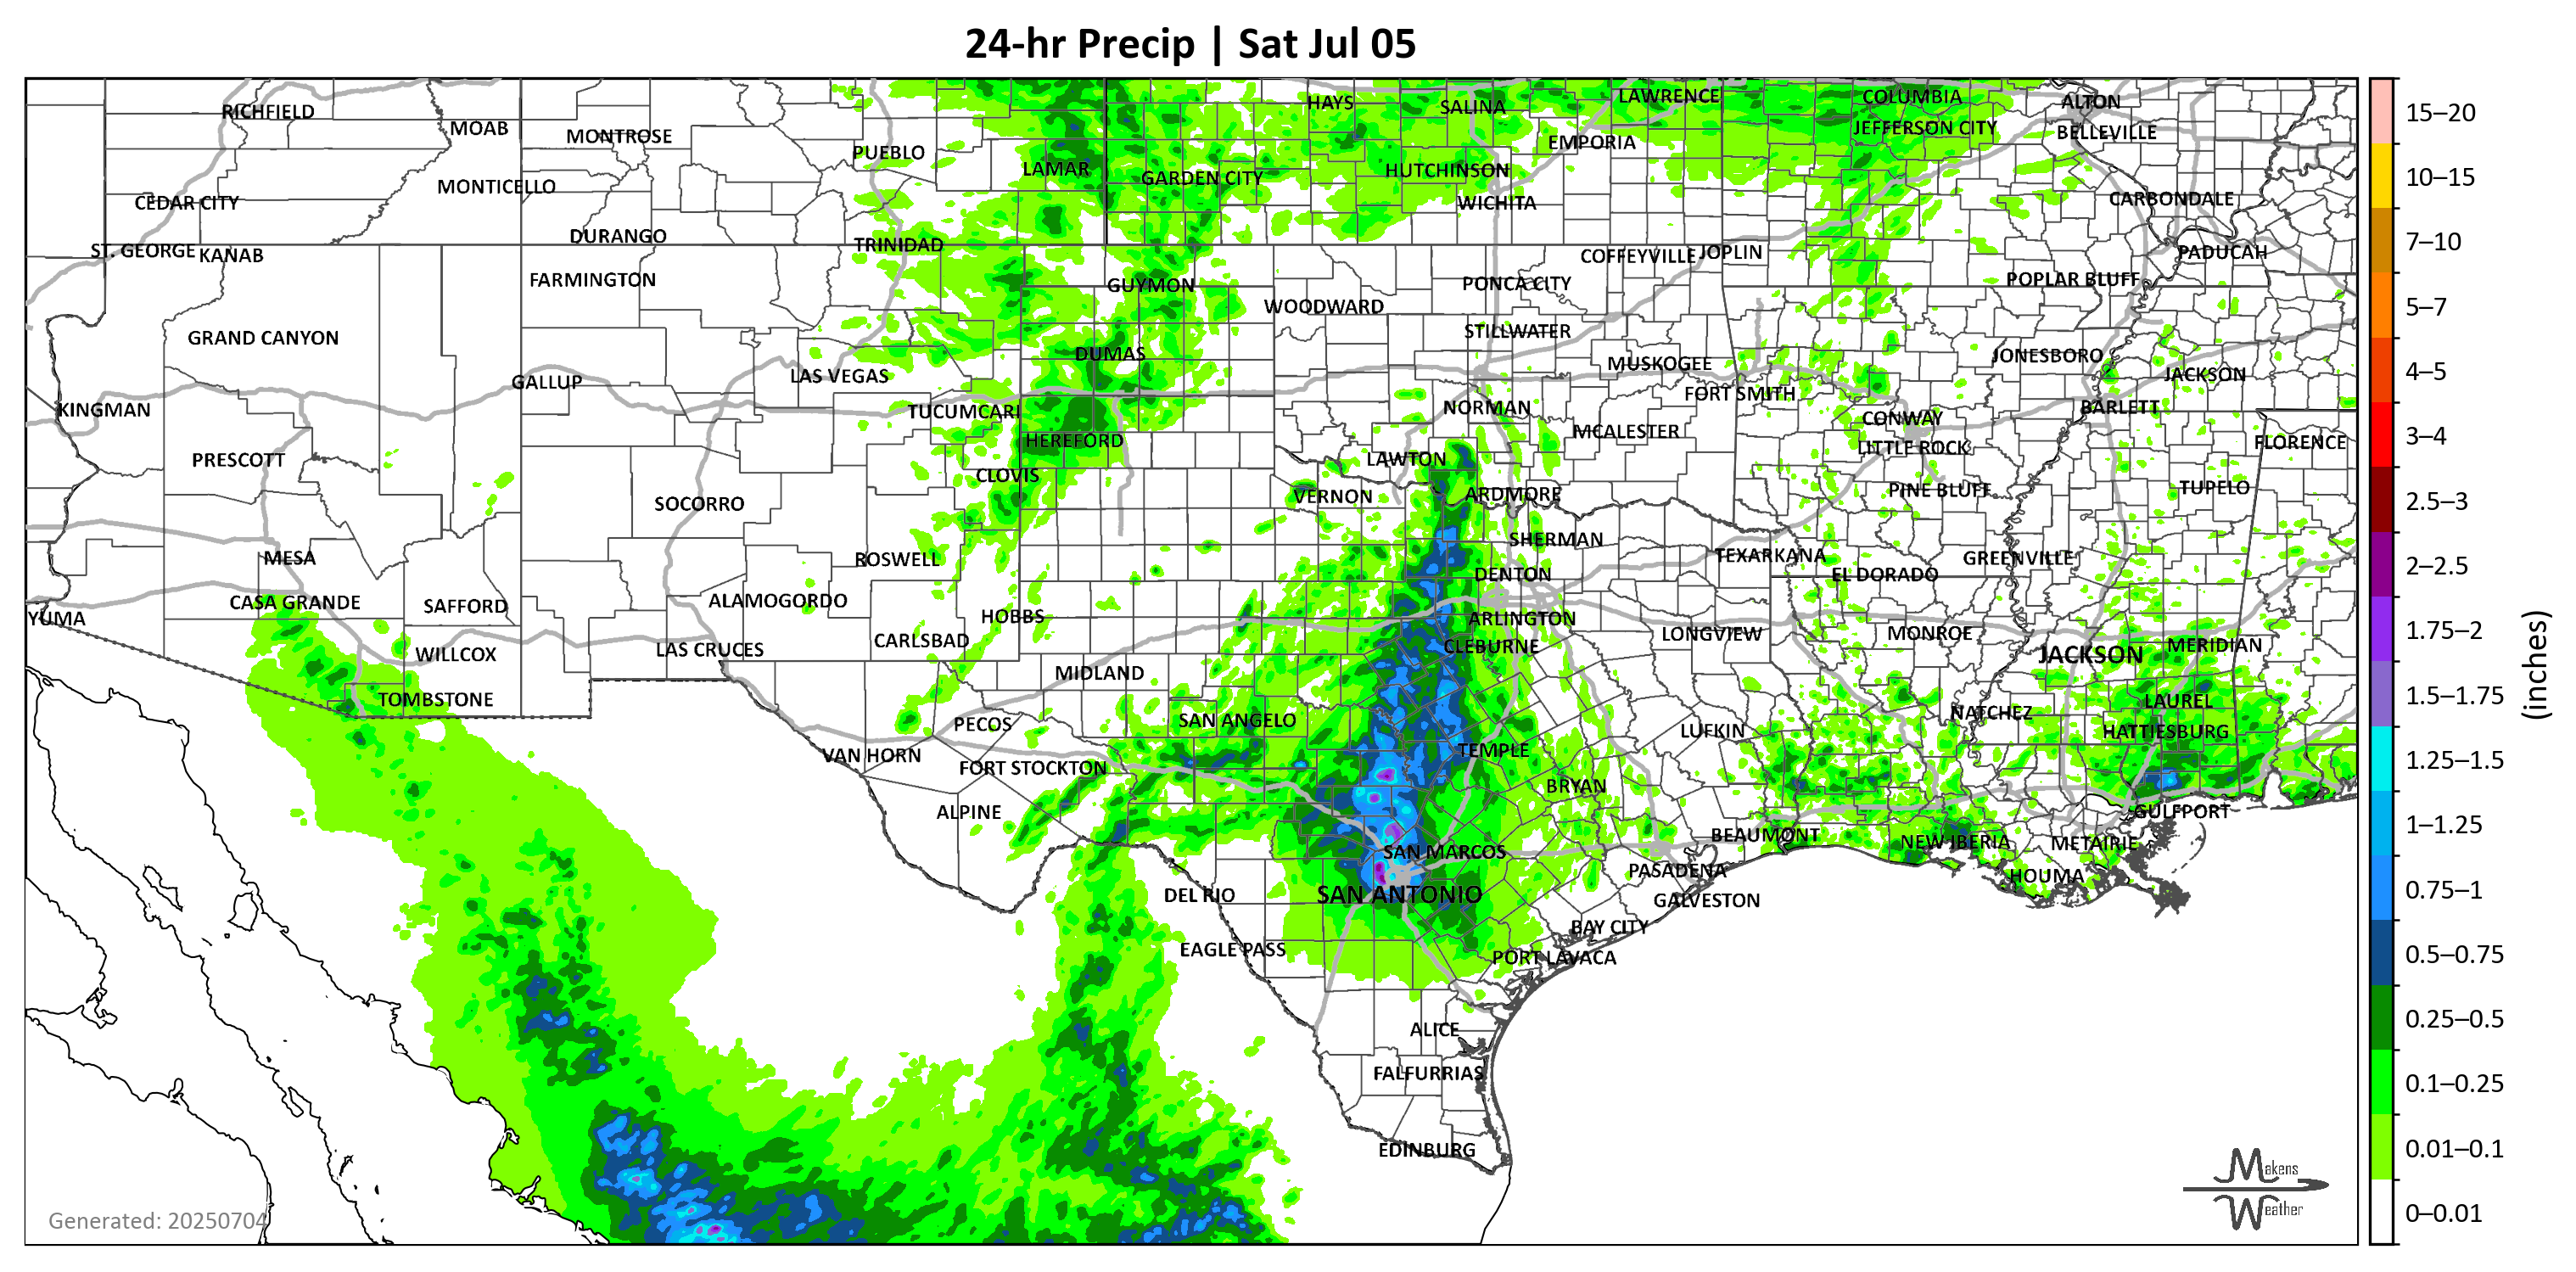 24-hr Precip | Sat Jul 05
RICHFIELD
MOAB
MONTROSE
PUEBLO
LAMAR
GARDEN CITY
HAYS
SALINA
LAWRENCE
COLUMBIA
ALTON
JEFFERSON CITY
BELLEVILLE
EMPORIA
HUTCHINSON
WICHITA
MONTICELLO
CEDAR CITY
CARBONDALE
DURANGO
TRINIDAD
ST. GEORGE
KANAB
COFFEYVILLE
JOPLIN
PADUCAH
FARMINGTON
GUYMON
PONCA CITY
POPLAR BLUFF
WOODWARD
STILLWATER
GRAND CANYON
DUMAS
MUSKOGEE
JONESBORO
JACKSON
GALLUP
LAS VEGAS
FORT SMITH
KINGMAN
TUCUMCARI
NORMAN
CONWAY
BARLETT
HEREFORD
MCALESTER
LITTLE ROCK
FLORENCE
PRESCOTT
CLOVIS
LAWTON
SOCORRO
VERNON
ARDMORE
PINE BLUFF
TUPELO
MESA
ROSWELL
SHERMAN
TEXARKANA
GREENVILLE
DENTON
EL DORADO
YUMA
CASA GRANDE
SAFFORD
ALAMOGORDO
HOBBS
ARLINGTON
CARLSBAD
CLEBURNE
LONGVIEW
MONROE
MERIDIAN
WILLCOX
LAS CRUCES
JACKSON
MIDLAND
TOMBSTONE
LAUREL
NATCHEZ
PECOS
SAN ANGELO
LUFKIN
HATTIESBURG
VAN HORN
TEMPLE
FORT STOCKTON
BRYAN
ALPINE
GULFPORT
BEAUMONT
NEW IBERIA
METAIRIE
SAN MARCOS
PASADENA
HOUMA
DEL RIO
SAN ANTONIO
GALVESTON
BAY CITY
EAGLE PASS
PORT LAVACA
ALICE
FALFURRIAS
EDINBURG
Generated: 20250704
Makens
Weather
15–20
10–15
7–10
5–7
4–5
3–4
2.5–3
2–2.5
1.75–2
1.5–1.75
1.25–1.5
1–1.25
0.75–1
0.5–0.75
0.25–0.5
0.1–0.25
0.01–0.1
0–0.01
(inches)